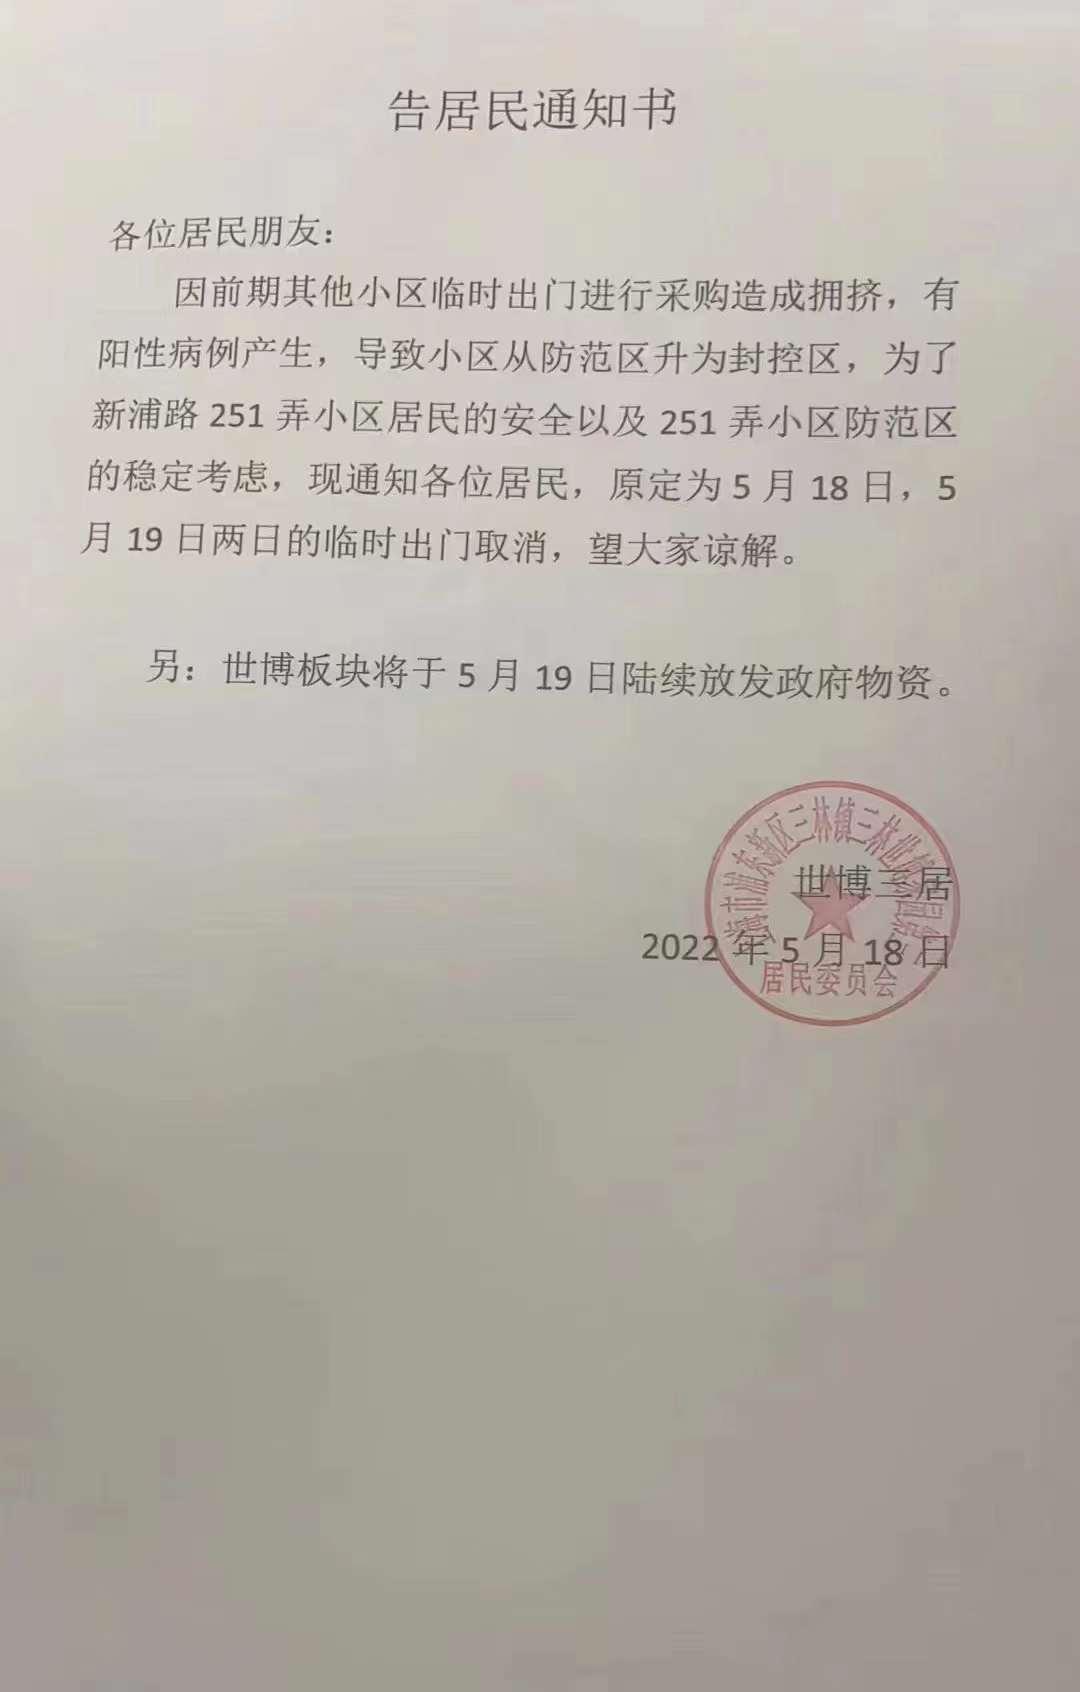 告居民通知书
各位居民朋友：
因前期其他小区临时出门进行采购造成拥挤，有
阳性病例产生，导致小区从防范区升为封控区，为了
新浦路 251 弄小区居民的安全以及 251 弄小区防范区
的稳定考虑，现通知各位居民，原定为 5 月 18 日，5
月 19 日两日的临时出门取消，望大家谅解。
另：世博板块将于 5 月 19 日陆续放发政府物资。
世博三居
2022 年 5 月 18 日
市浦东新区三林镇三林世博
居民委员会